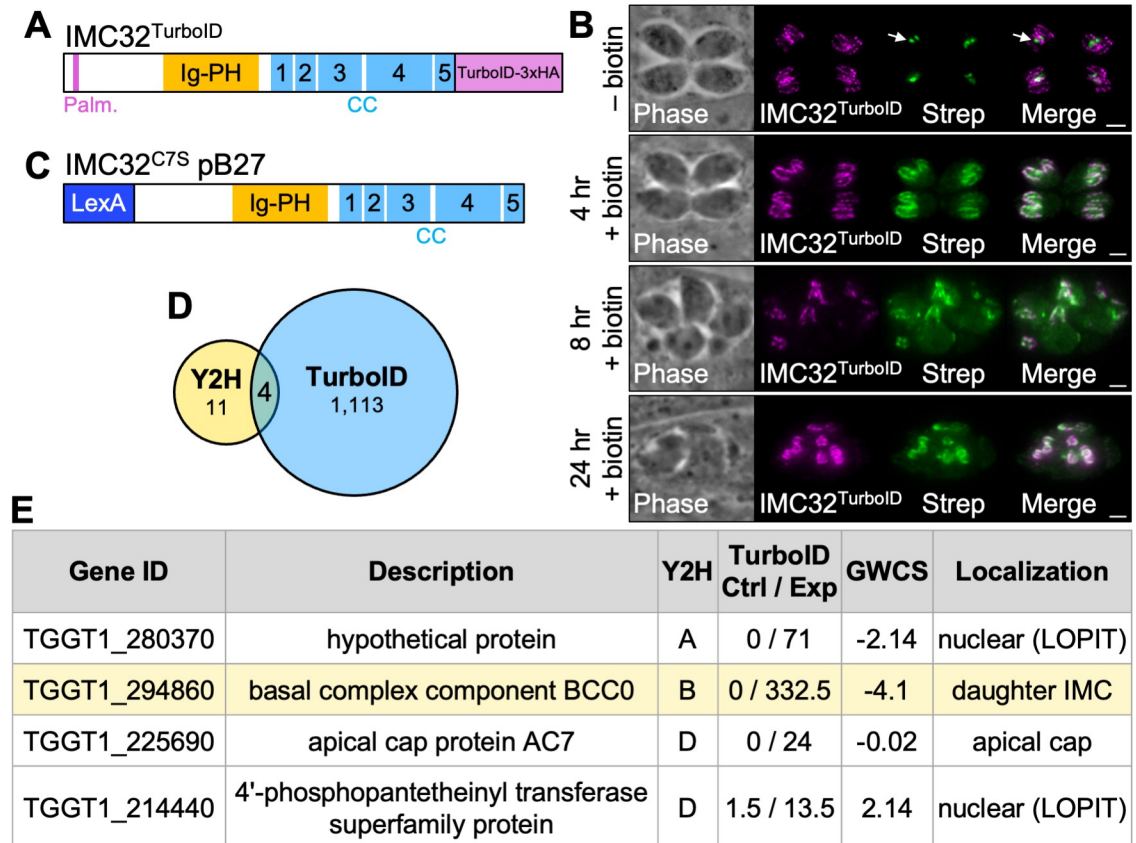 A
IMC32TurboID
Ig-PH 1 2 3 4 5 TurboID-3xHA
Palm.
CC
B
– biotin
Phase IMC32TurboID Strep Merge
4 hr
+ biotin
Phase IMC32TurboID Strep Merge
8 hr
+ biotin
Phase IMC32TurboID Strep Merge
24 hr
+ biotin
Phase IMC32TurboID Strep Merge
C
IMC32C7S pB27
LexA Ig-PH 1 2 3 4 5
CC
D
Y2H
11
4
TurboID
1,113
E
Gene ID Description Y2H TurboID Ctrl / Exp GWCS Localization
TGGT1_280370 hypothetical protein A 0 / 71 -2.14 nuclear (LOPIT)
TGGT1_294860 basal complex component BCC0 B 0 / 332.5 -4.1 daughter IMC
TGGT1_225690 apical cap protein AC7 D 0 / 24 -0.02 apical cap
TGGT1_214440 4'-phosphopantetheinyl transferase superfamily protein D 1.5 / 13.5 2.14 nuclear (LOPIT)